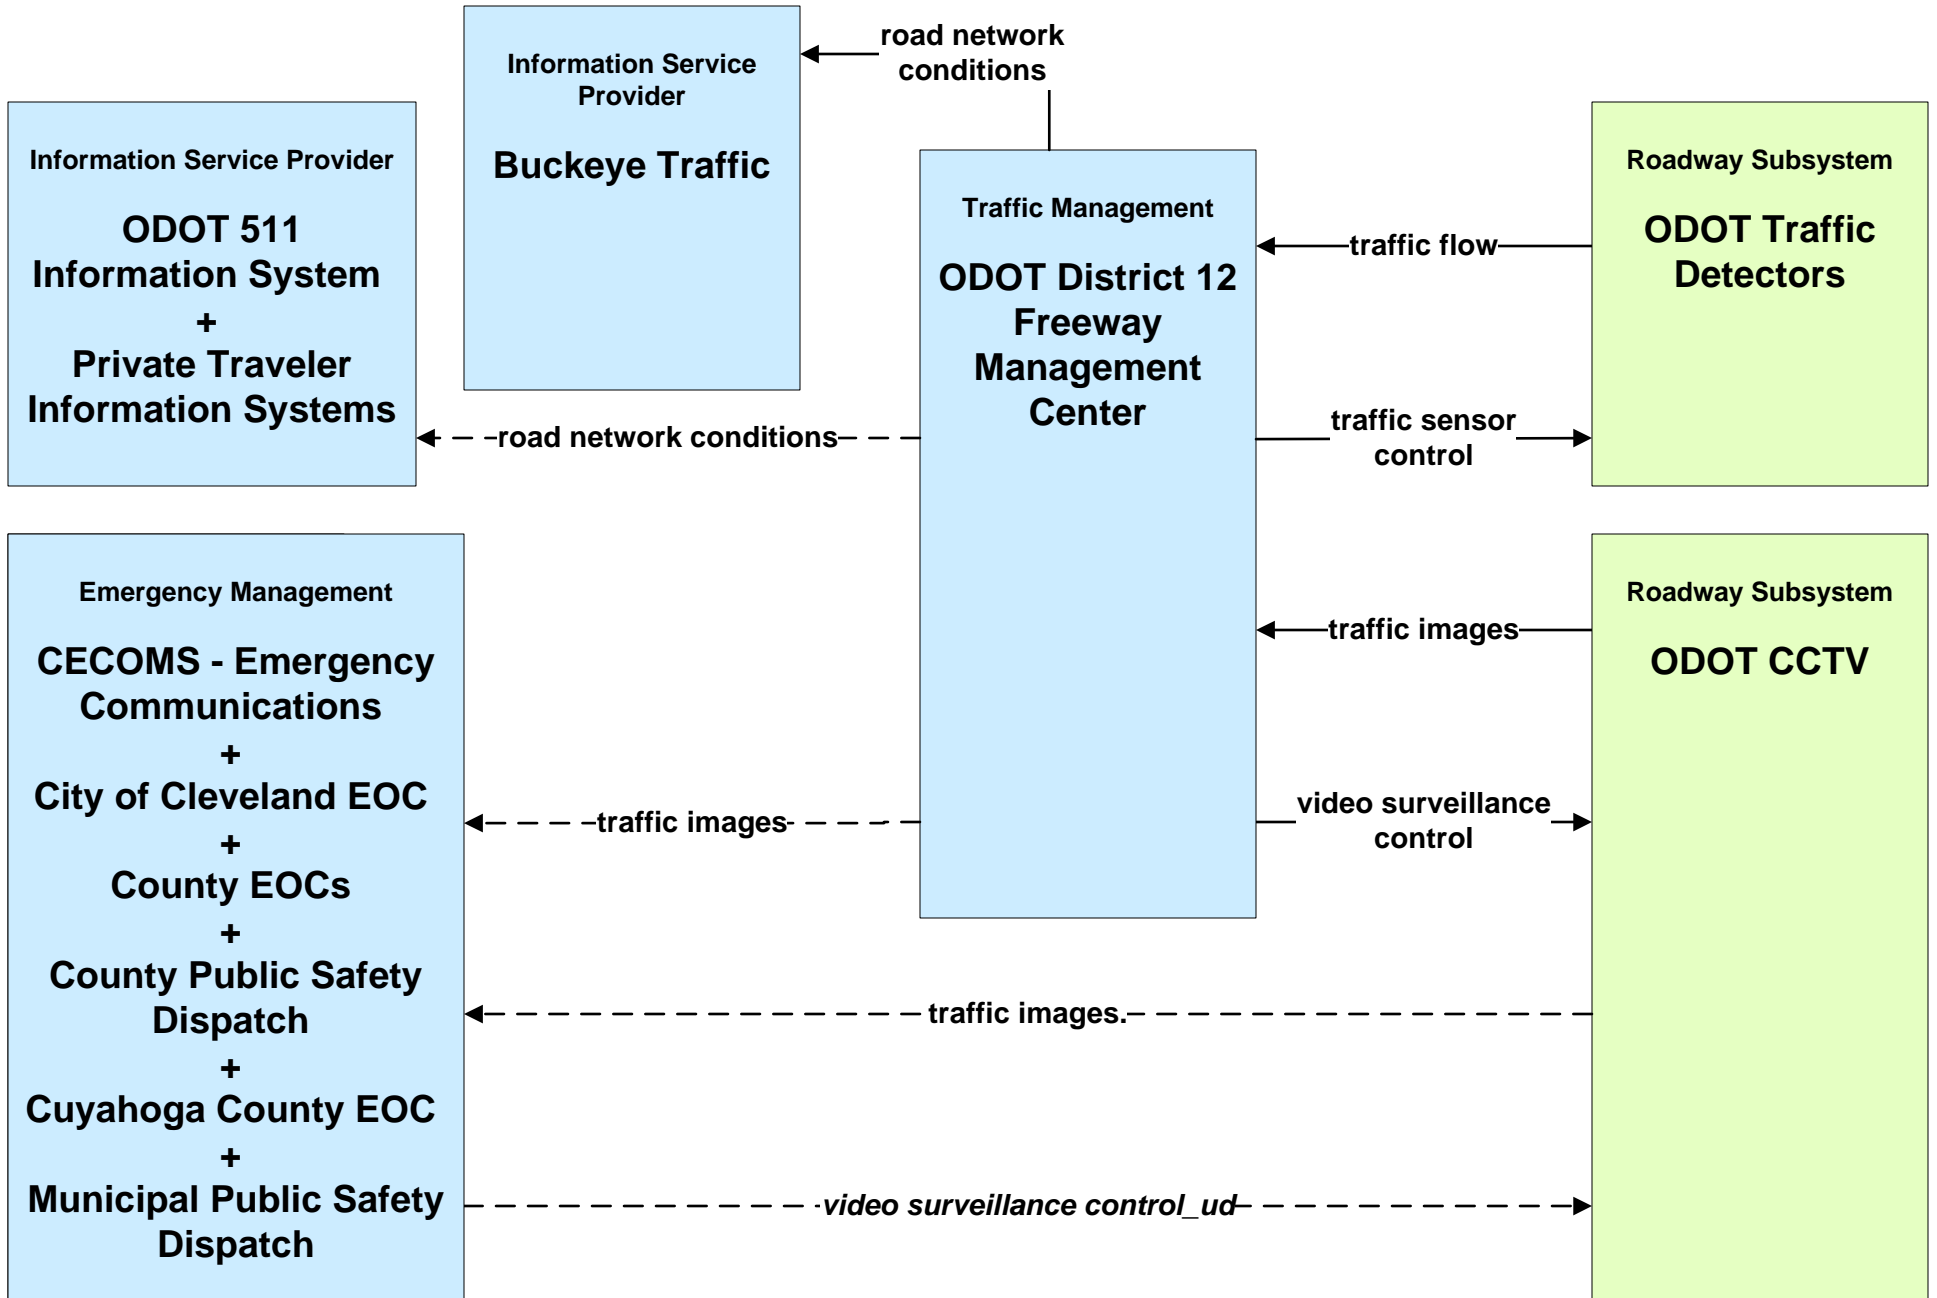 road network
conditions
Information Service
Provider
Buckeye Traffic
Information Service Provider
ODOT 511
Information System
+
Private Traveler
Information Systems
Traffic Management
ODOT District 12
Freeway
Management
Center
Roadway Subsystem
ODOT Traffic
Detectors
traffic flow
traffic sensor
control
road network conditions
Emergency Management
CECOMS - Emergency
Communications
+
City of Cleveland EOC
+
County EOCs
+
County Public Safety
Dispatch
+
Cuyahoga County EOC
+
Municipal Public Safety
Dispatch
Roadway Subsystem
ODOT CCTV
traffic images
video surveillance
control
traffic images
traffic images.
video surveillance control_ud